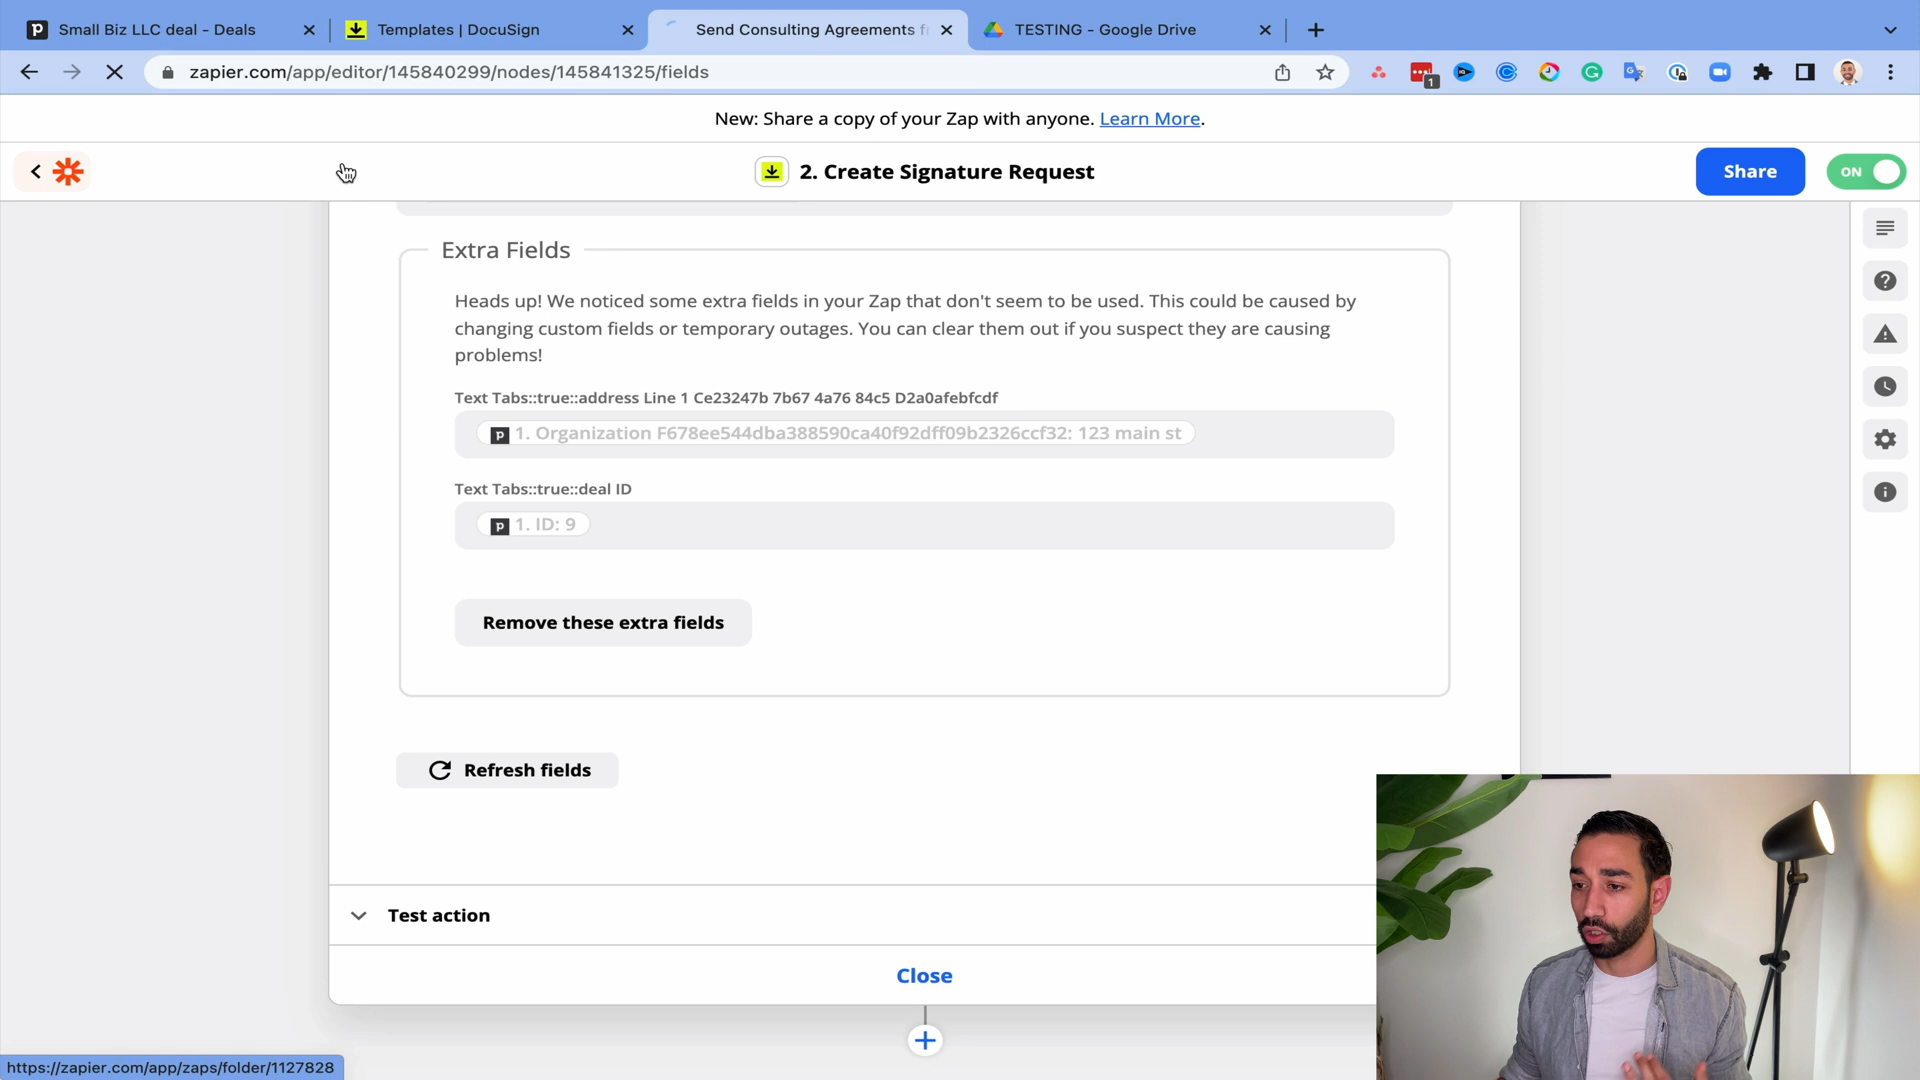 Small Biz LLC deal - Deals
Templates | DocuSign
Send Consulting Agreements f
TESTING - Google Drive
zapier.com/app/editor/145840299/nodes/145841325/fields
1
New: Share a copy of your Zap with anyone. Learn More.
2. Create Signature Request
Share
ON
Extra Fields
Heads up! We noticed some extra fields in your Zap that don't seem to be used. This could be caused by
changing custom fields or temporary outages. You can clear them out if you suspect they are causing
problems!
Text Tabs::true::address Line 1 Ce23247b 7b67 4a76 84c5 D2a0afebfcdf
1. Organization F678ee544dba388590ca40f92dff09b2326ccf32: 123 main st
Text Tabs::true::deal ID
1. ID: 9
Remove these extra fields
Refresh fields
Test action
Close
https://zapier.com/app/zaps/folder/1127828